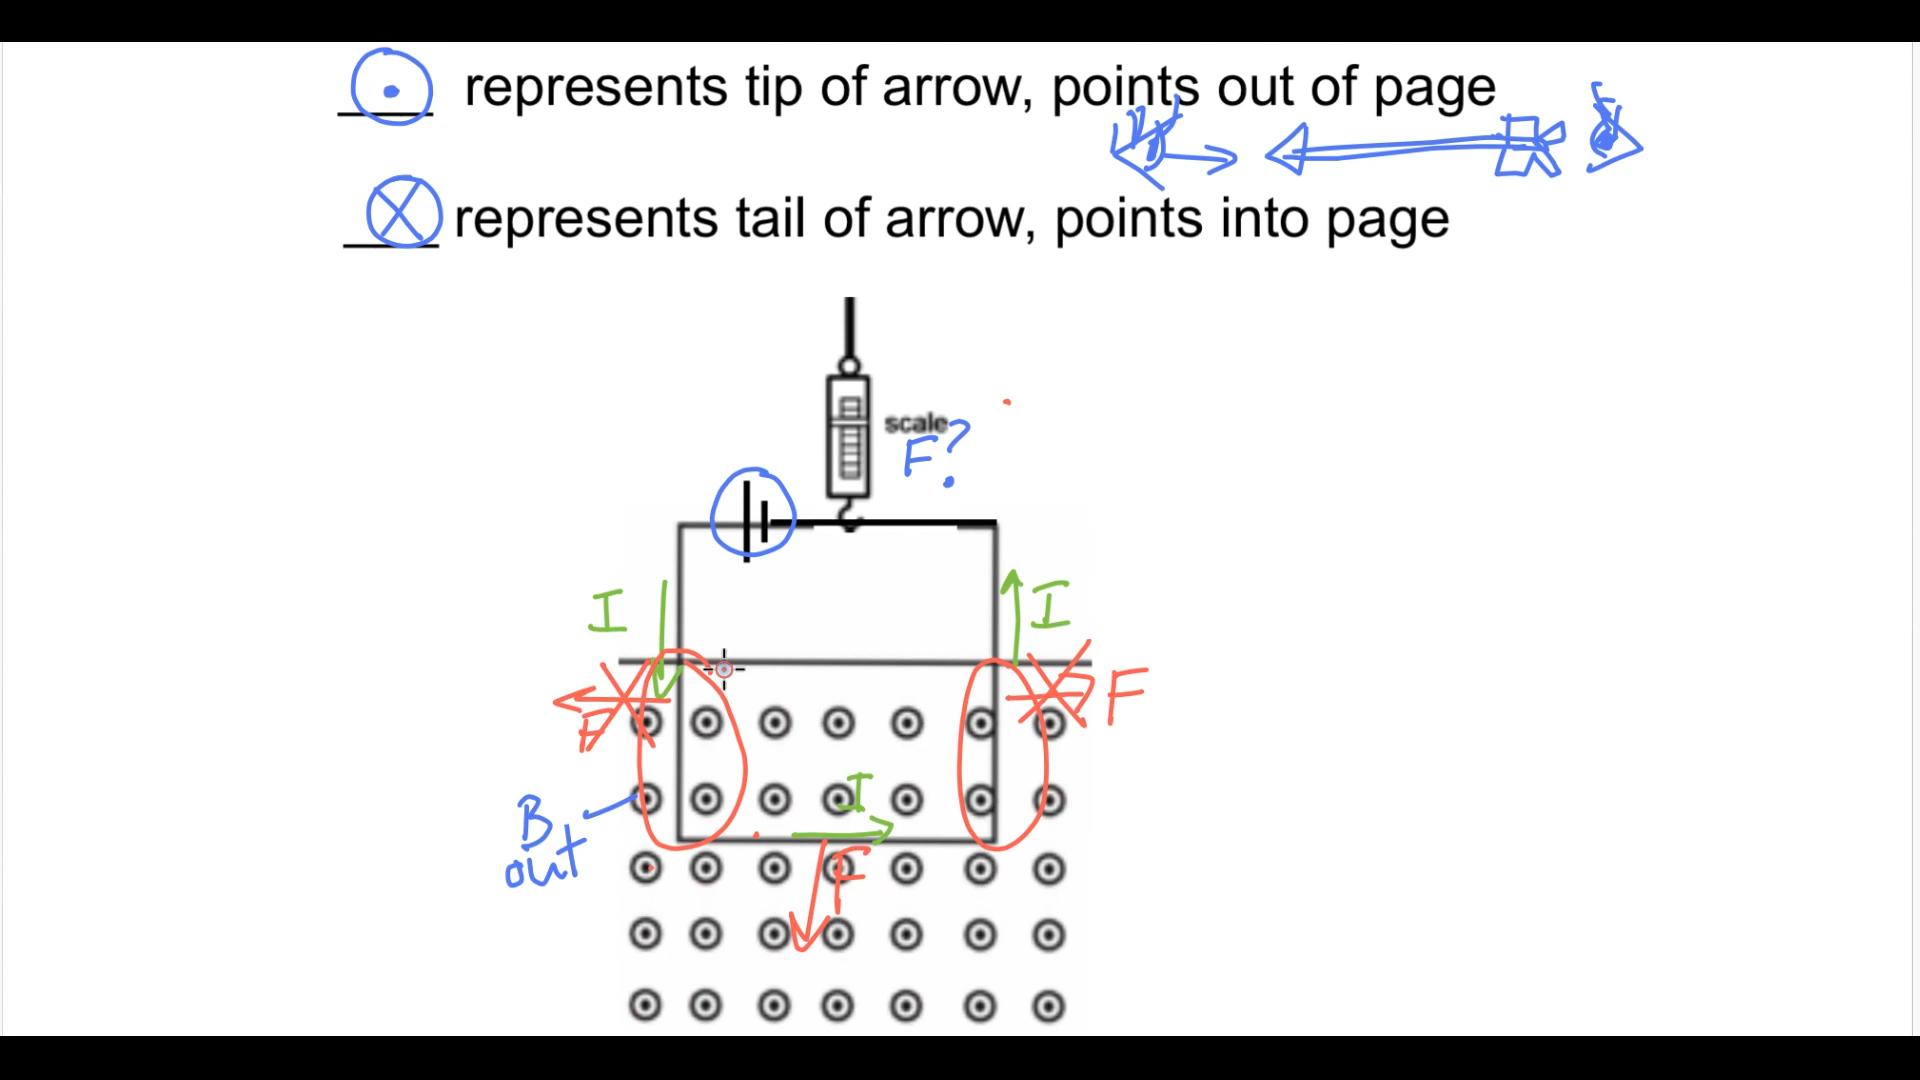 represents tip of arrow, points out of page
represents tail of arrow, points into page
scale
F?
I
I
F
F
I
B
out
F